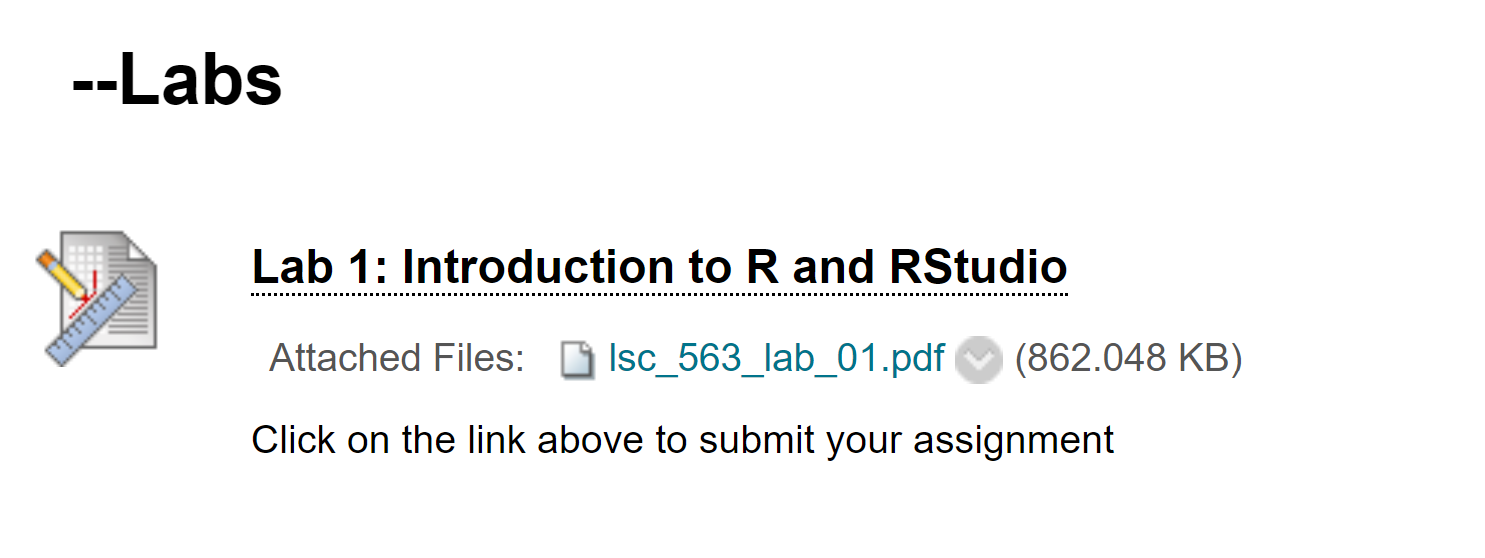 --Labs
Lab 1: Introduction to R and RStudio
Attached Files: lsc_563_lab_01.pdf (862.048 KB)
Click on the link above to submit your assignment